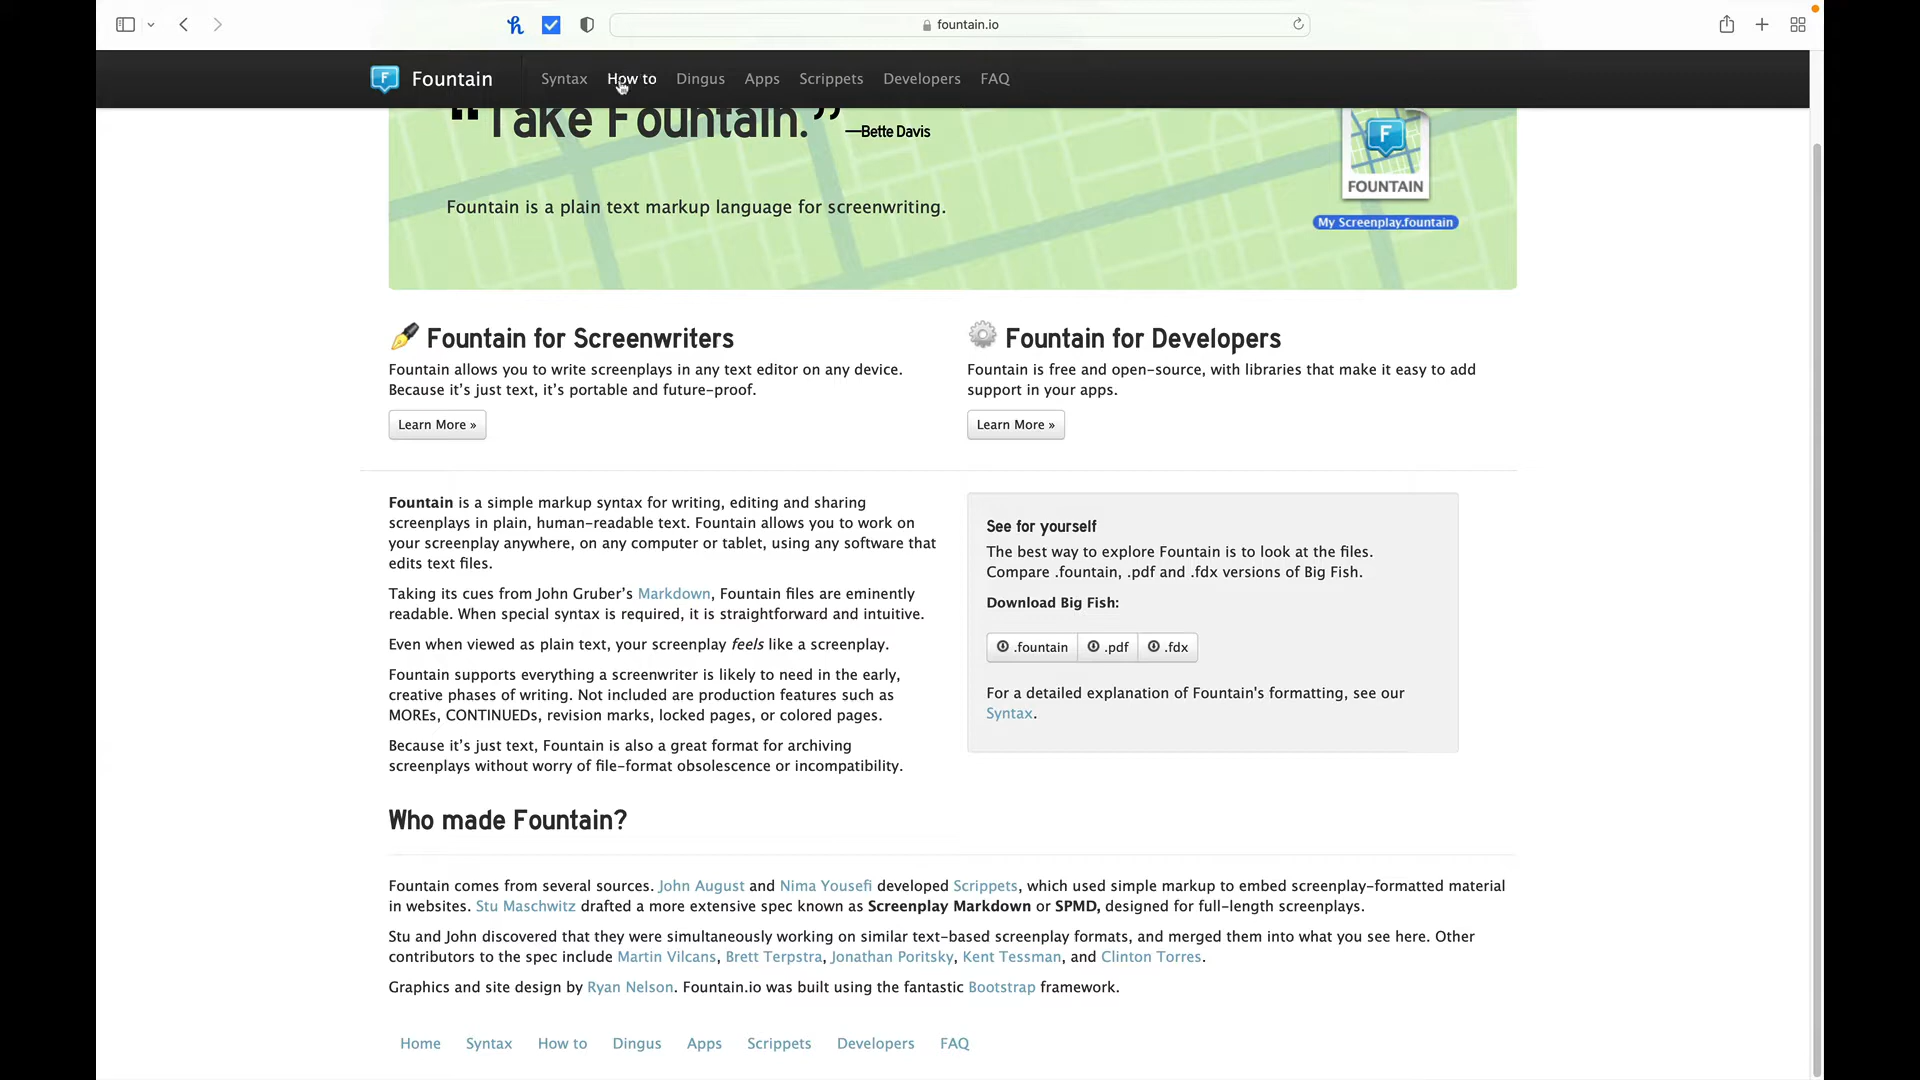 fountain.io
Fountain Syntax How to Dingus Apps Scrippets Developers FAQ
“Take Fountain.” —Bette Davis
Fountain is a plain text markup language for screenwriting.
F
FOUNTAIN
My Screenplay.fountain
Fountain for Screenwriters
Fountain allows you to write screenplays in any text editor on any device.
Because it’s just text, it’s portable and future-proof.
Learn More »
Fountain for Developers
Fountain is free and open-source, with libraries that make it easy to add
support in your apps.
Learn More »
Fountain is a simple markup syntax for writing, editing and sharing
screenplays in plain, human-readable text. Fountain allows you to work on
your screenplay anywhere, on any computer or tablet, using any software that
edits text files.
Taking its cues from John Gruber’s Markdown, Fountain files are eminently
readable. When special syntax is required, it is straightforward and intuitive.
Even when viewed as plain text, your screenplay feels like a screenplay.
Fountain supports everything a screenwriter is likely to need in the early,
creative phases of writing. Not included are production features such as
MOREs, CONTINUEDs, revision marks, locked pages, or colored pages.
Because it’s just text, Fountain is also a great format for archiving
screenplays without worry of file-format obsolescence or incompatibility.
See for yourself
The best way to explore Fountain is to look at the files.
Compare .fountain, .pdf and .fdx versions of Big Fish.
Download Big Fish:
.fountain .pdf .fdx
For a detailed explanation of Fountain's formatting, see our
Syntax.
Who made Fountain?
Fountain comes from several sources. John August and Nima Yousefi developed Scrippets, which used simple markup to embed screenplay-formatted material
in websites. Stu Maschwitz drafted a more extensive spec known as Screenplay Markdown or SPMD, designed for full-length screenplays.
Stu and John discovered that they were simultaneously working on similar text-based screenplay formats, and merged them into what you see here. Other
contributors to the spec include Martin Vilcans, Brett Terpstra, Jonathan Poritsky, Kent Tessman, and Clinton Torres.
Graphics and site design by Ryan Nelson. Fountain.io was built using the fantastic Bootstrap framework.
Home Syntax How to Dingus Apps Scrippets Developers FAQ